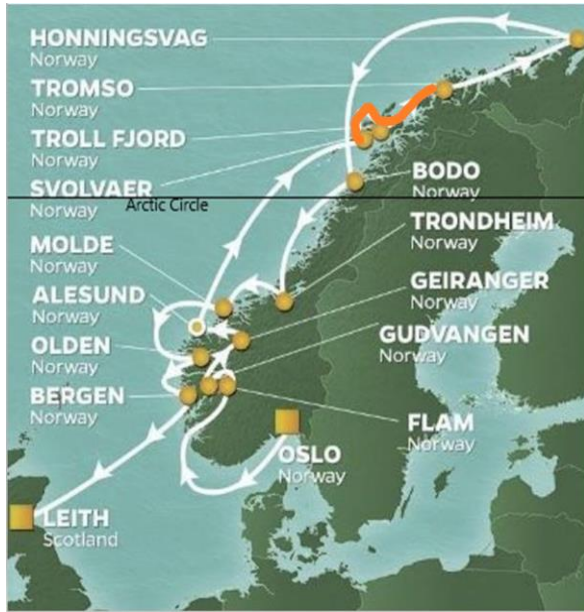 HONNINGSVAG
Norway
TROMSO
Norway
TROLL FJORD
Norway
SVOLVAER
Norway
Arctic Circle
BODO
Norway
MOLDE
Norway
TRONDHEIM
Norway
ALESUND
Norway
GEIRANGER
Norway
OLDEN
Norway
GUDVANGEN
Norway
BERGEN
Norway
FLAM
Norway
OSLO
Norway
LEITH
Scotland